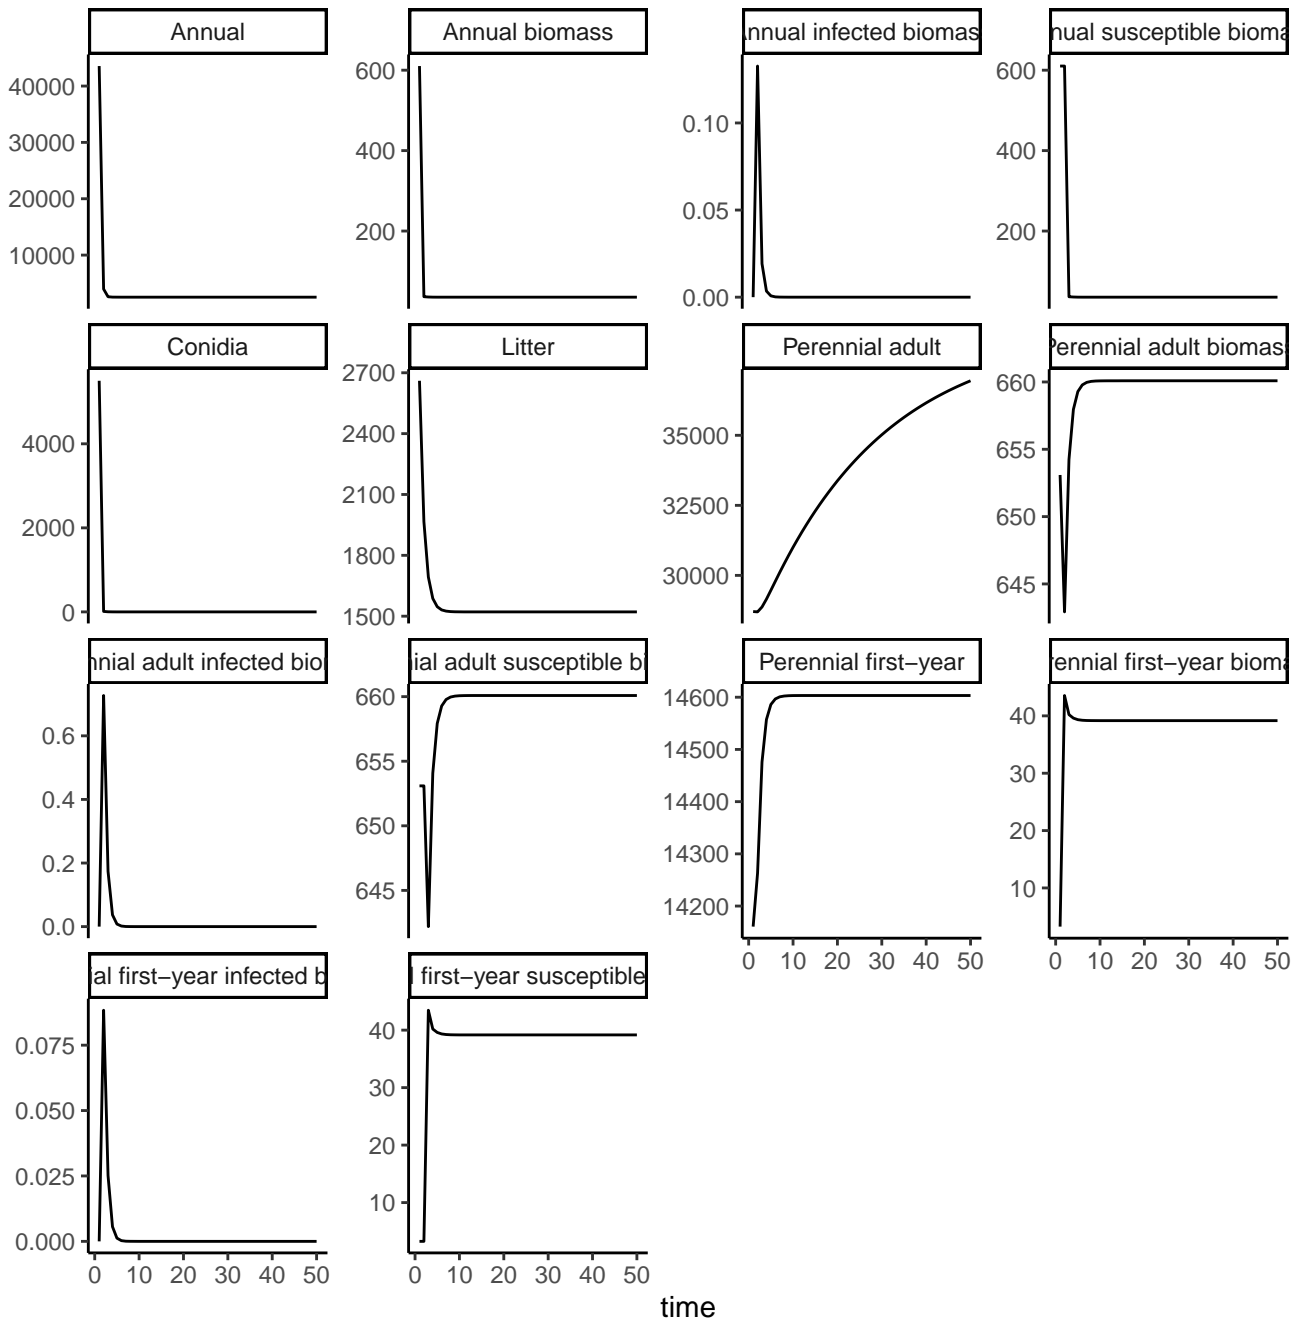 Annual
Annual biomass
Annual infected biomas
nual susceptible bioma
40000
30000
20000
10000
600
400
200
0.10
0.05
0.00
600
400
200
Conidia
Litter
Perennial adult
Perennial adult biomas
4000
2000
0
2700
2400
2100
1800
1500
35000
32500
30000
660
655
650
645
nnial adult infected bio
ial adult susceptible bi
Perennial first−year
rennial first−year bioma
0.6
0.4
0.2
0.0
660
655
650
645
14600
14500
14400
14300
14200
40
30
20
10
0 10 20 30 40 50
0 10 20 30 40 50
ial first−year infected b
l first−year susceptible
0.075
0.050
0.025
0.000
40
30
20
10
0 10 20 30 40 50
0 10 20 30 40 50
time